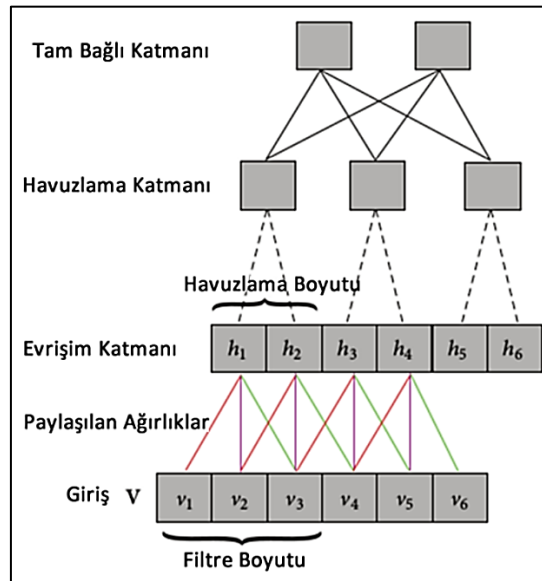 Tam Bağlı Katmanı
Havuzlama Katmanı
Havuzlama Boyutu
Evrişim Katmanı
h₁ h₂ h₃ h₄ h₅ h₆
Paylaşılan Ağırlıklar
Giriş V v₁ v₂ v₃ v₄ v₅ v₆
Filtre Boyutu